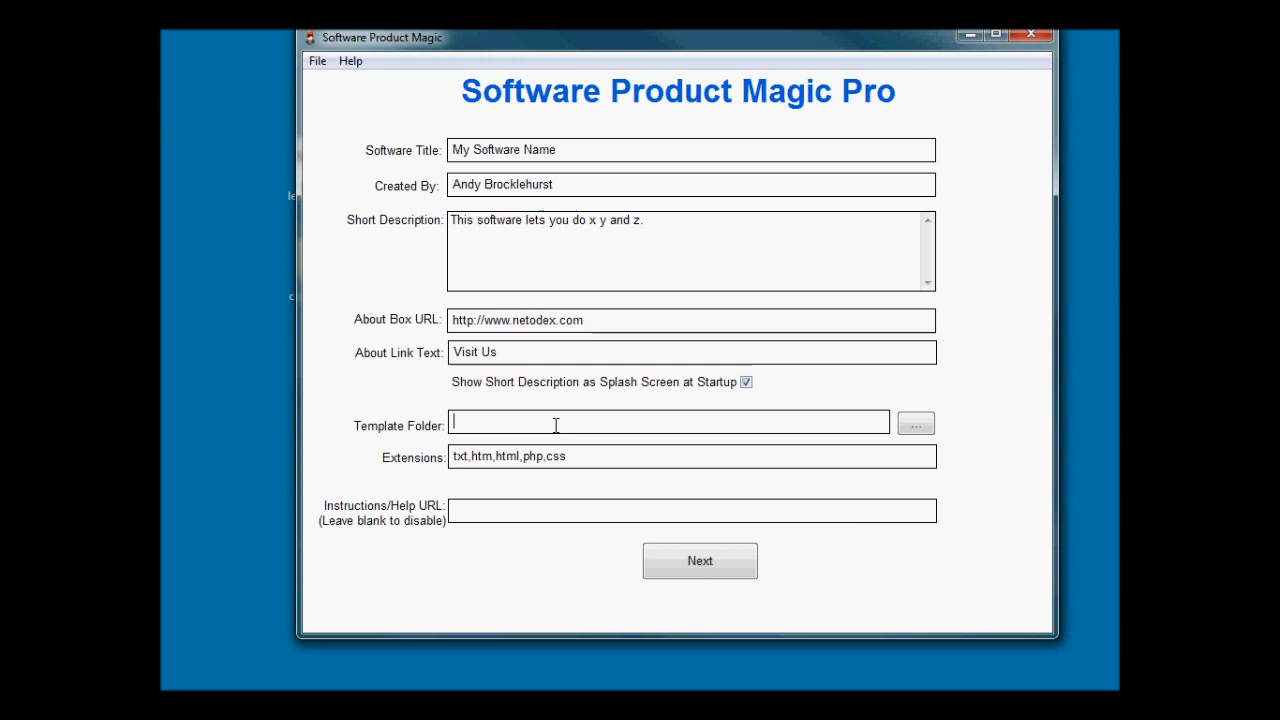 Software Product Magic
File Help
Software Product Magic Pro
Software Title: My Software Name
Created By: Andy Brocklehurst
Short Description: This software lets you do x y and z.
About Box URL: http://www.netodex.com
About Link Text: Visit Us
Show Short Description as Splash Screen at Startup
Template Folder: ...
Extensions: txt,htm,html,php,css
Instructions/Help URL:
(Leave blank to disable)
Next